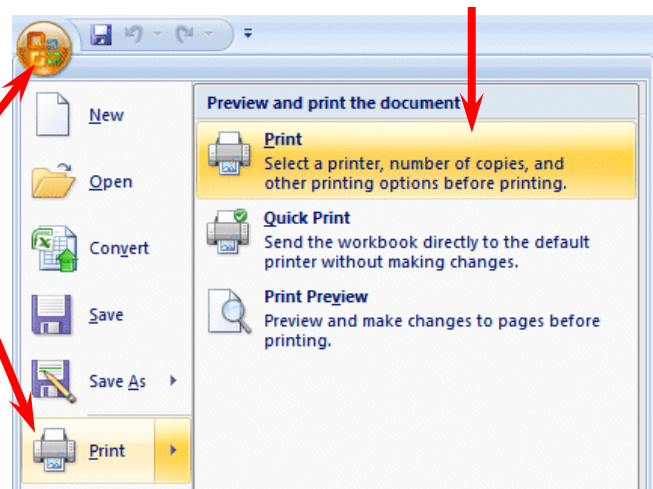 New
Open
Convert
Save
Save As
Print
Preview and print the document
Print
Select a printer, number of copies, and
other printing options before printing.
Quick Print
Send the workbook directly to the default
printer without making changes.
Print Preview
Preview and make changes to pages before
printing.